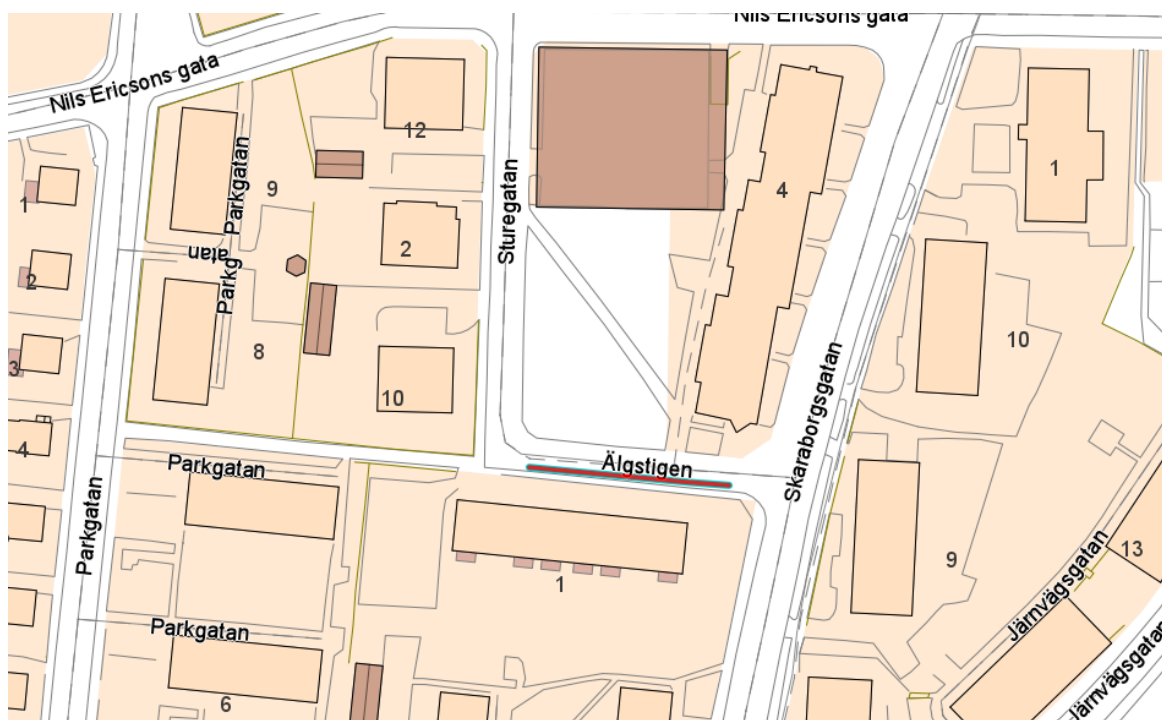 Nils Ericsons gata
Nils Ericsons gata
12
1
9
Parkgatan
4
1
Sturegatan
2
Parkg
atan
2
10
8
3
10
Skaraborgsgatan
4
Parkgatan
Älgstigen
Parkgatan
9
13
Järnvägsgatan
1
Parkgatan
Järnvägsgatan
6